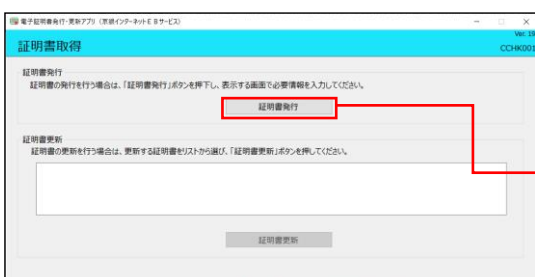 電子証明書発行・更新アプリ（京銀インターネットＥＢサービス）
Ver. 19
証明書取得
CCHK001
証明書発行
証明書の発行を行う場合は、「証明書発行」ボタンを押下し、表示する画面で必要情報を入力してください。
証明書発行
証明書更新
証明書の更新を行う場合は、更新する証明書をリストから選び、「証明書更新」ボタンを押してください。
証明書更新